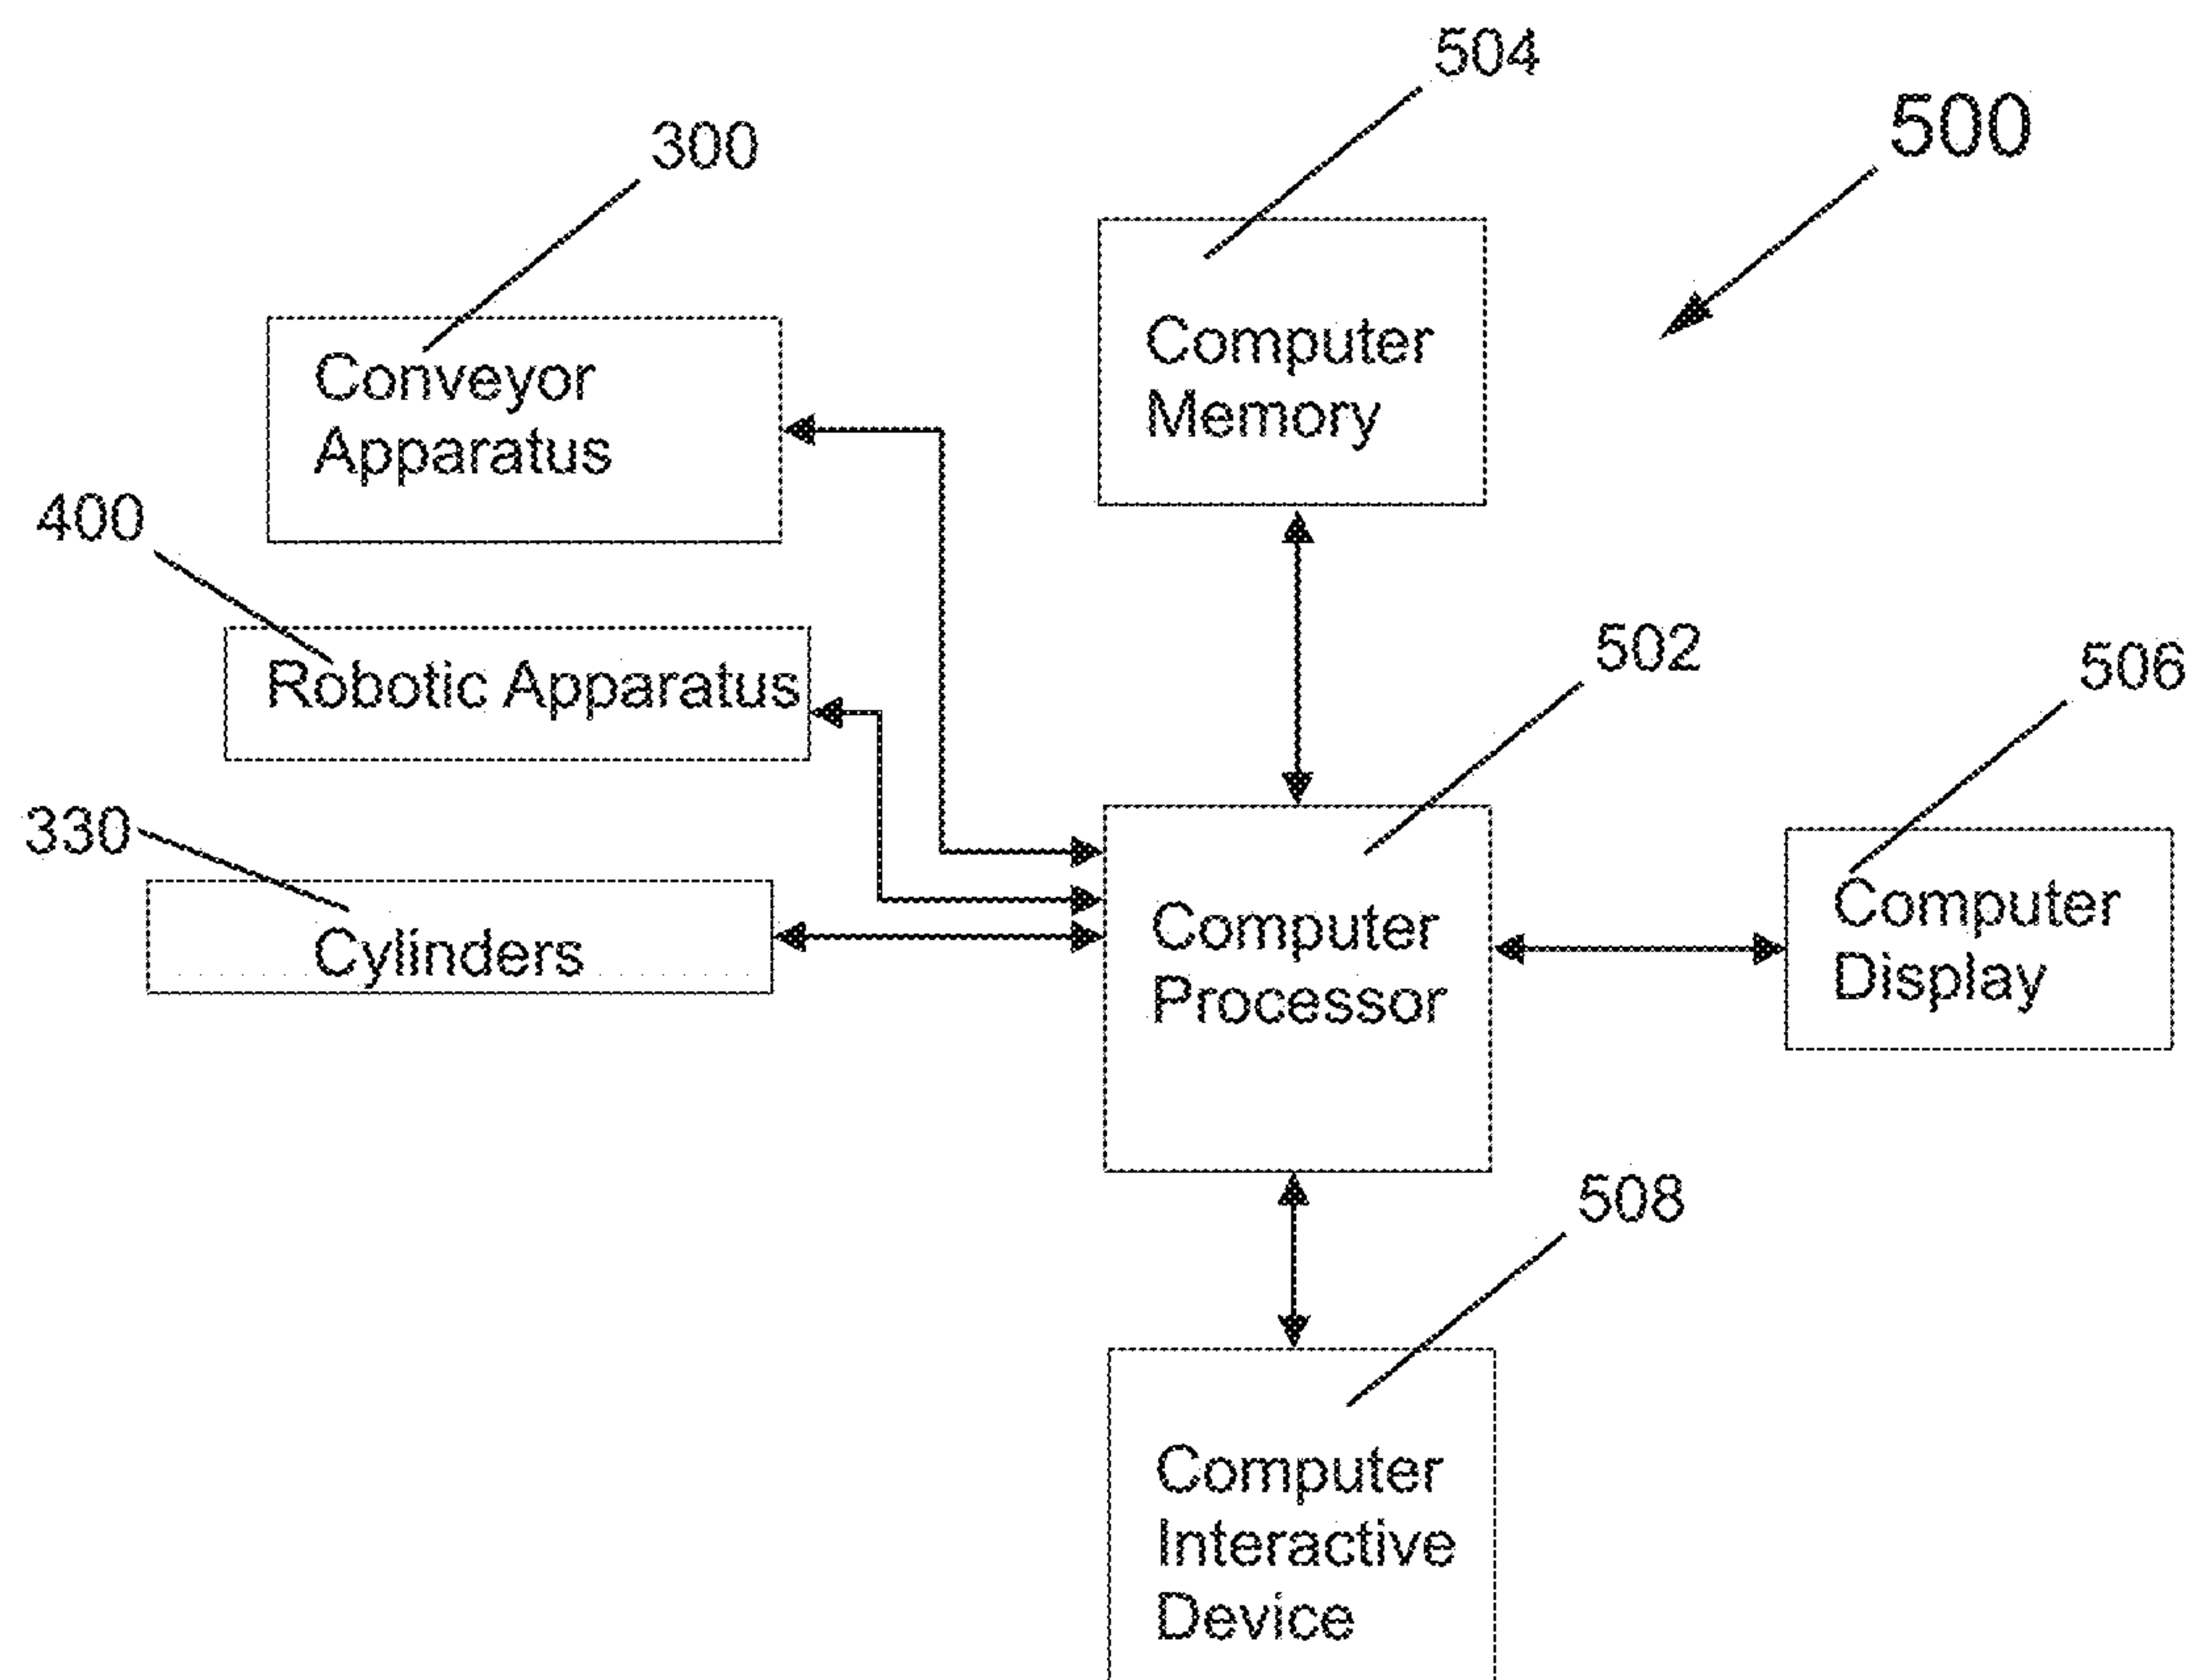 504
500
300
Computer
Memory
Conveyor
Apparatus
400
Robotic Apparatus
502
506
330
Cylinders
Computer
Processor
Computer
Display
508
Computer
Interactive
Device